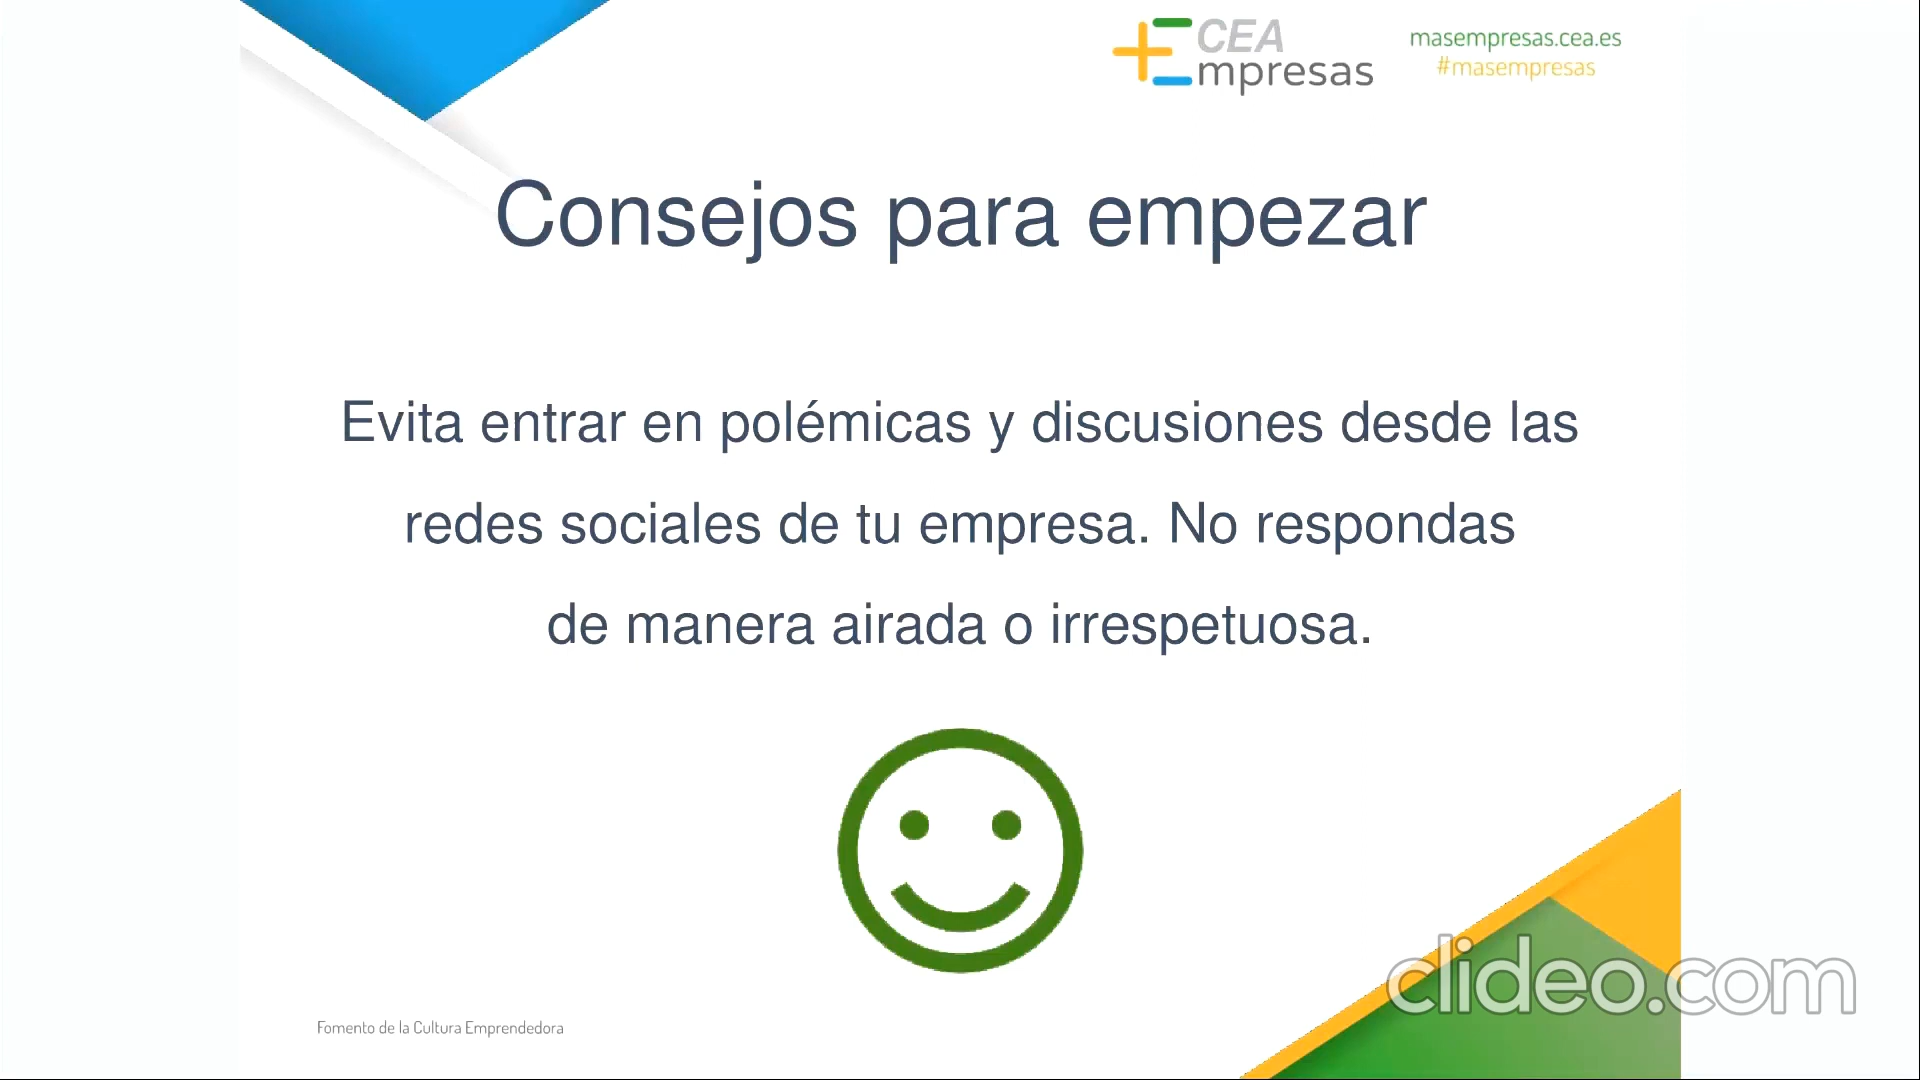 CEA
Empresas
masempresas.cea.es
#masempresas
Consejos para empezar
Evita entrar en polémicas y discusiones desde las
redes sociales de tu empresa. No respondas
de manera airada o irrespetuosa.
clideo.com
Fomento de la Cultura Emprendedora